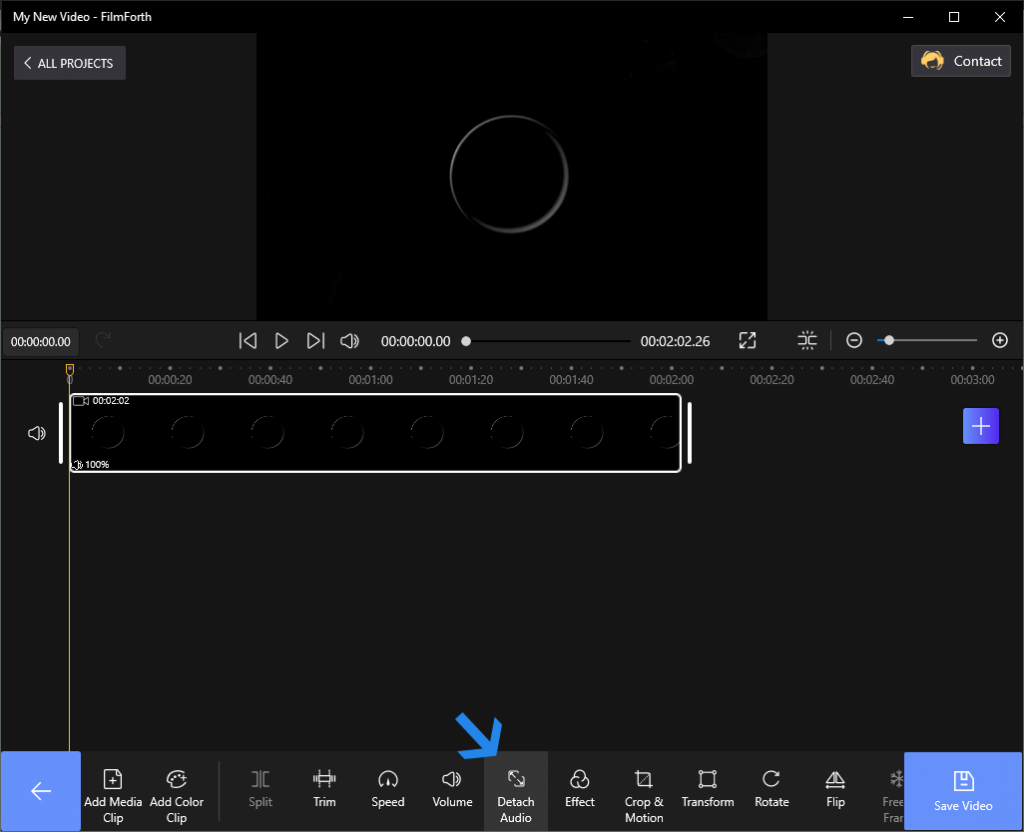 My New Video - FilmForth
ALL PROJECTS
Contact
00:00:00.00
00:00:00.00
00:02:02.26
0
00:00:20
00:00:40
00:01:00
00:01:20
00:01:40
00:02:00
00:02:20
00:02:40
00:03:00
00:02:02
100%
Add Media
Clip
Add Color
Clip
Split
Trim
Speed
Volume
Detach
Audio
Effect
Crop &
Motion
Transform
Rotate
Flip
Free
Fran
Save Video